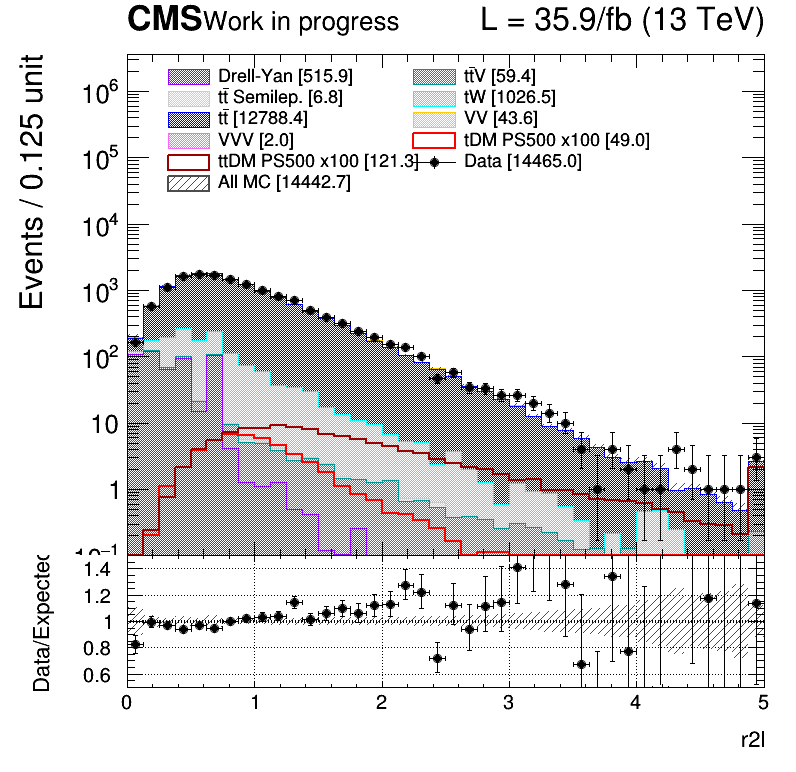 CMS Work in progress L = 35.9/fb (13 TeV)
Events / 0.125 unit
Drell-Yan [515.9] tt̄V [59.4]
tt̄ Semilep. [6.8] tW [1026.5]
tt̄ [12788.4] VV [43.6]
VVV [2.0] tDM PS500 x100 [49.0]
ttDM PS500 x100 [121.3] Data [14465.0]
All MC [14442.7]
10⁶
10⁵
10⁴
10³
10²
10
1
10⁻¹
Data/Expected
1.4
1.2
1
0.8
0.6
0 1 2 3 4 5
r2l